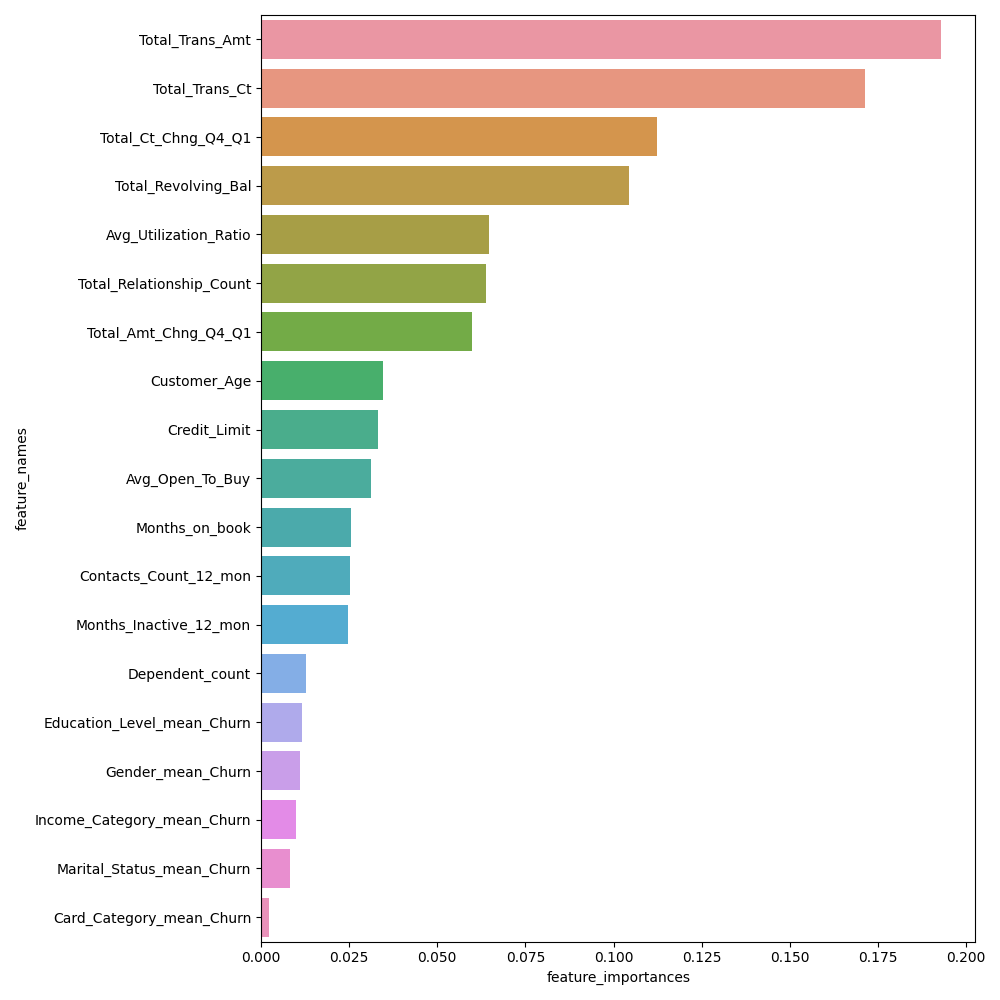 Total_Trans_Amt
Total_Trans_Ct
Total_Ct_Chng_Q4_Q1
Total_Revolving_Bal
Avg_Utilization_Ratio
Total_Relationship_Count
Total_Amt_Chng_Q4_Q1
Customer_Age
Credit_Limit
Avg_Open_To_Buy
Months_on_book
Contacts_Count_12_mon
Months_Inactive_12_mon
Dependent_count
Education_Level_mean_Churn
Gender_mean_Churn
Income_Category_mean_Churn
Marital_Status_mean_Churn
Card_Category_mean_Churn
feature_names
0.000 0.025 0.050 0.075 0.100 0.125 0.150 0.175 0.200
feature_importances